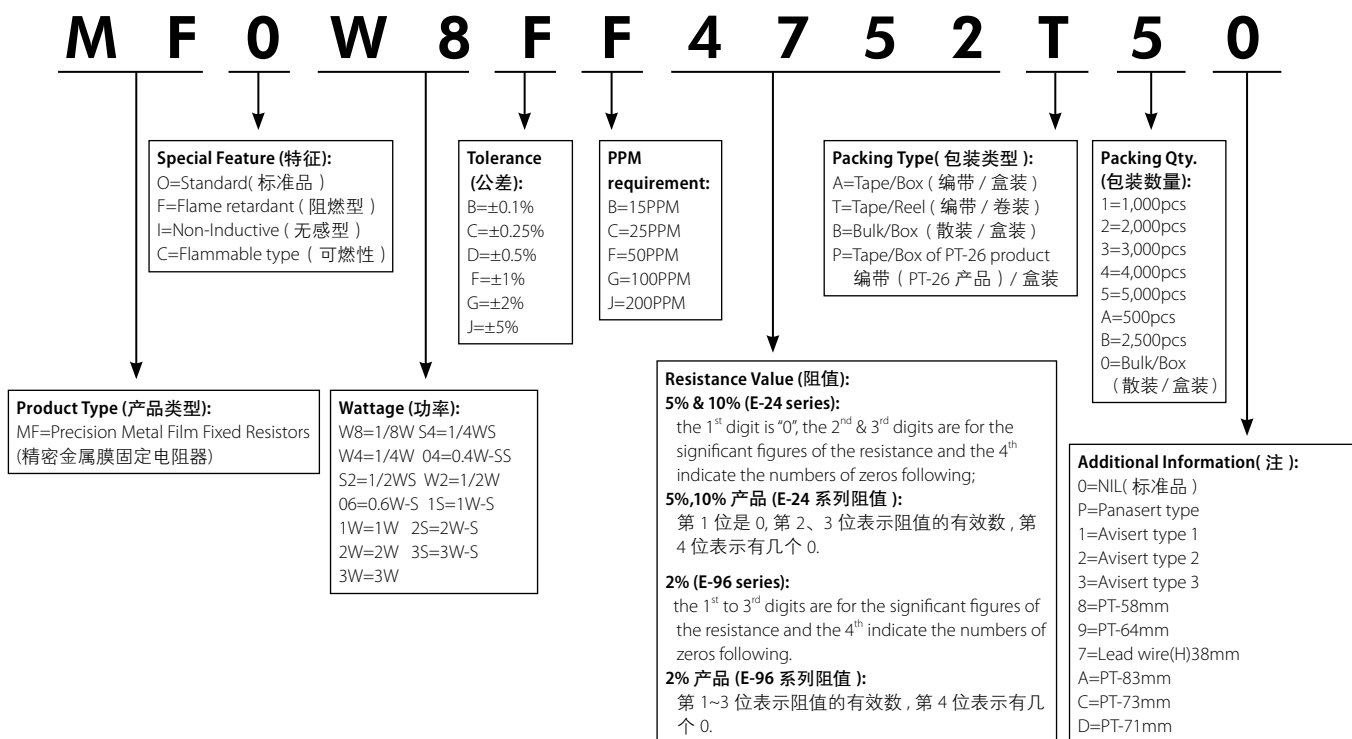 M F 0 W 8 F F 4 7 5 2 T 5 0
Special Feature (特征):
O=Standard( 标准品 )
F=Flame retardant ( 阻燃型 )
I=Non-Inductive ( 无感型 )
C=Flammable type ( 可燃性 )
Tolerance
(公差):
B=±0.1%
C=±0.25%
D=±0.5%
F=±1%
G=±2%
J=±5%
PPM
requirement:
B=15PPM
C=25PPM
F=50PPM
G=100PPM
J=200PPM
Packing Type( 包装类型 ):
A=Tape/Box ( 编带 / 盒装 )
T=Tape/Reel ( 编带 / 卷装 )
B=Bulk/Box ( 散装 / 盒装 )
P=Tape/Box of PT-26 product
编带 ( PT-26 产品 ) / 盒装
Packing Qty.
(包装数量):
1=1,000pcs
2=2,000pcs
3=3,000pcs
4=4,000pcs
5=5,000pcs
A=500pcs
B=2,500pcs
0=Bulk/Box
( 散装 / 盒装 )
Product Type (产品类型):
MF=Precision Metal Film Fixed Resistors
(精密金属膜固定电阻器)
Wattage (功率):
W8=1/8W S4=1/4WS
W4=1/4W 04=0.4W-SS
S2=1/2WS W2=1/2W
06=0.6W-S 1S=1W-S
1W=1W 2S=2W-S
2W=2W 3S=3W-S
3W=3W
Resistance Value (阻值):
5% & 10% (E-24 series):
the 1st digit is "0", the 2nd & 3rd digits are for the
significant figures of the resistance and the 4th
indicate the numbers of zeros following;
5%,10% 产品 (E-24 系列阻值 ):
第 1 位是 0, 第 2、3 位表示阻值的有效数 , 第
4 位表示有几个 0.
2% (E-96 series):
the 1st to 3rd digits are for the significant figures of
the resistance and the 4th indicate the numbers of
zeros following.
2% 产品 (E-96 系列阻值 ):
第 1~3 位表示阻值的有效数 , 第 4 位表示有几
个 0.
Additional Information( 注 ):
0=NIL( 标准品 )
P=Panasert type
1=Avisert type 1
2=Avisert type 2
3=Avisert type 3
8=PT-58mm
9=PT-64mm
7=Lead wire(H)38mm
A=PT-83mm
C=PT-73mm
D=PT-71mm